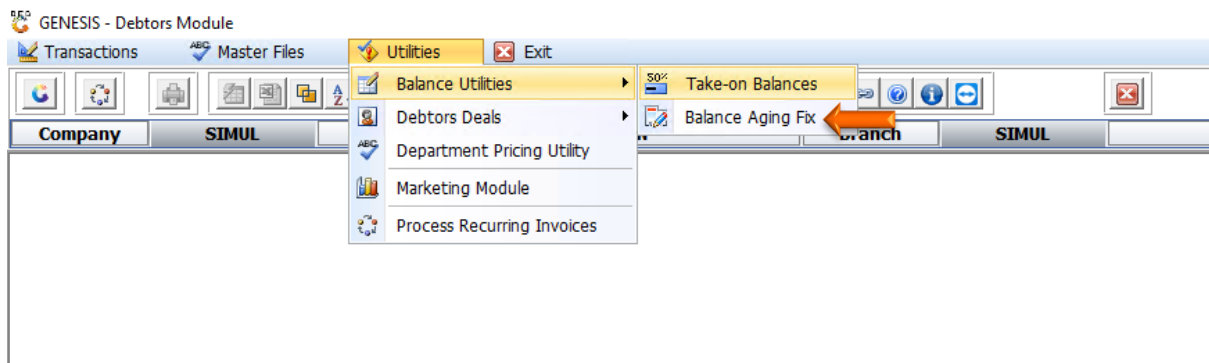 GENESIS - Debtors Module
Transactions Master Files Utilities Exit
Balance Utilities Take-on Balances
Debtors Deals Balance Aging Fix
Company SIMUL Branch SIMUL
Department Pricing Utility
Marketing Module
Process Recurring Invoices